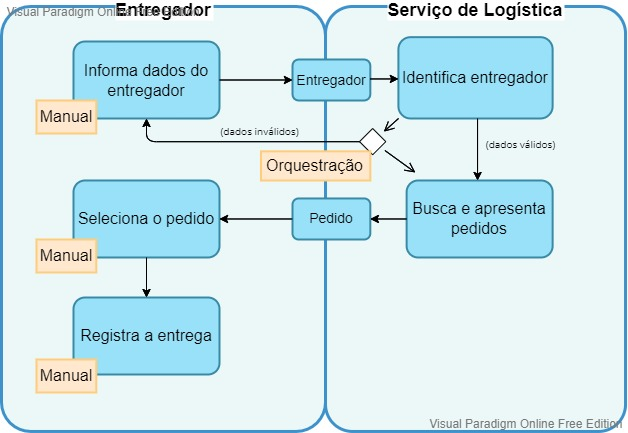 Visual Paradigm Online Free Edition
Entregador
Serviço de Logística
Informa dados do
entregador
Manual
Entregador
Identifica entregador
(dados inválidos)
(dados válidos)
Orquestração
Seleciona o pedido
Manual
Pedido
Busca e apresenta
pedidos
Registra a entrega
Manual
Visual Paradigm Online Free Edition